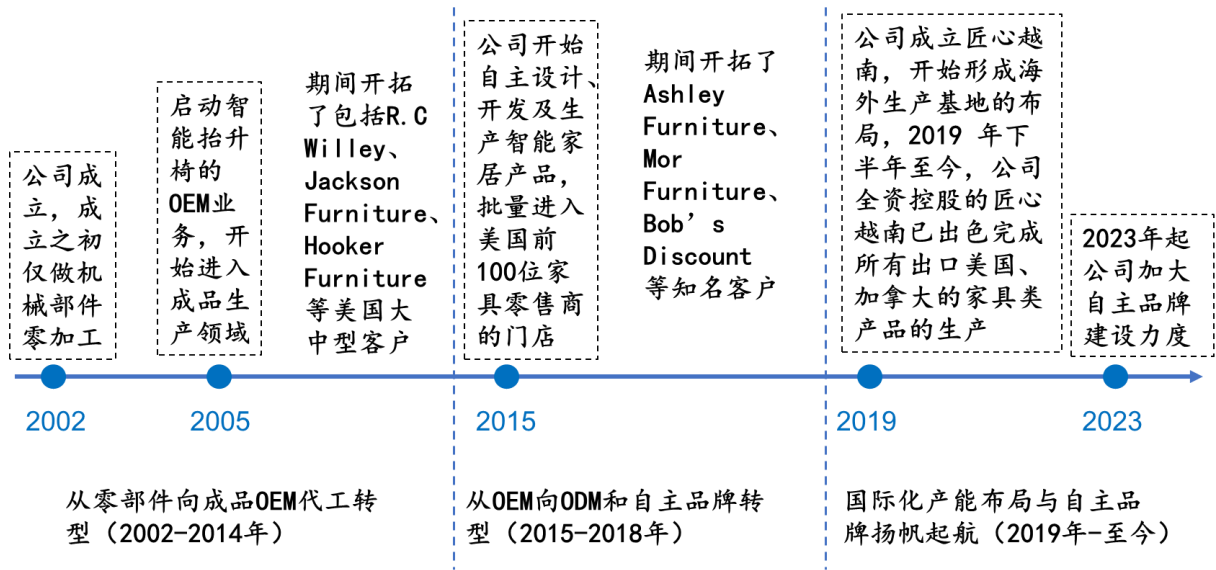 公司成
立，成
立之初
仅做机
械部件
零加工
启动智
能抬升
椅的
OEM业
务，开
始进入
成品生
产领域
期间开拓
了包括R.C
Willey、
Jackson
Furniture、
Hooker
Furniture
等美国大
中型客户
公司开始
自主设计、
开发及生
产智能家
居产品，
批量进入
美国前
100位家
具零售商
的门店
期间开拓了
Ashley
Furniture、
Mor
Furniture、
Bob’s
Discount
等知名客户
公司成立匠心越
南，开始形成海
外生产基地的布
局，2019 年下
半年至今，公司
全资控股的匠心
越南已出色完成
所有出口美国、
加拿大的家具类
产品的生产
2023年起
公司加大
自主品牌
建设力度
2002
2005
2015
2019
2023
从零部件向成品OEM代工转
型（2002-2014年）
从OEM向ODM和自主品牌转
型（2015-2018年）
国际化产能布局与自主品
牌扬帆起航（2019年-至今）